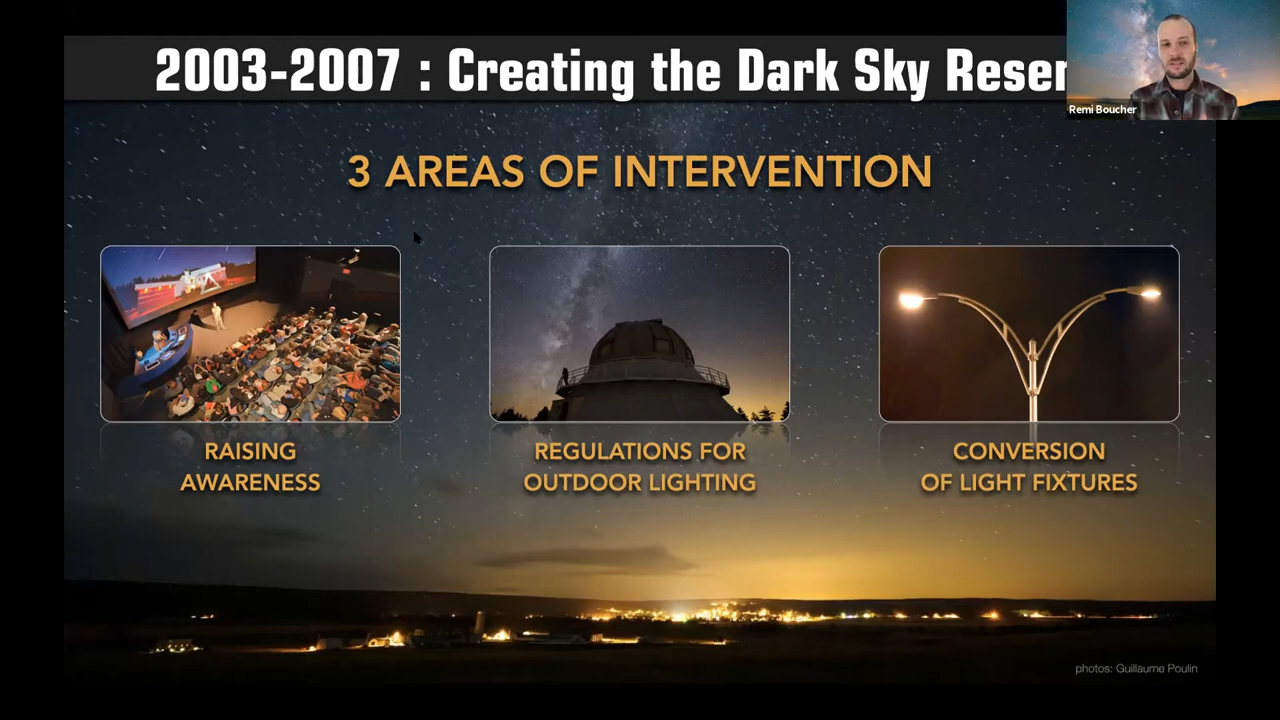 2003-2007 : Creating the Dark Sky Reser
Remi Boucher
3 AREAS OF INTERVENTION
RAISING
AWARENESS
REGULATIONS FOR
OUTDOOR LIGHTING
CONVERSION
OF LIGHT FIXTURES
photos: Guillaume Poulin